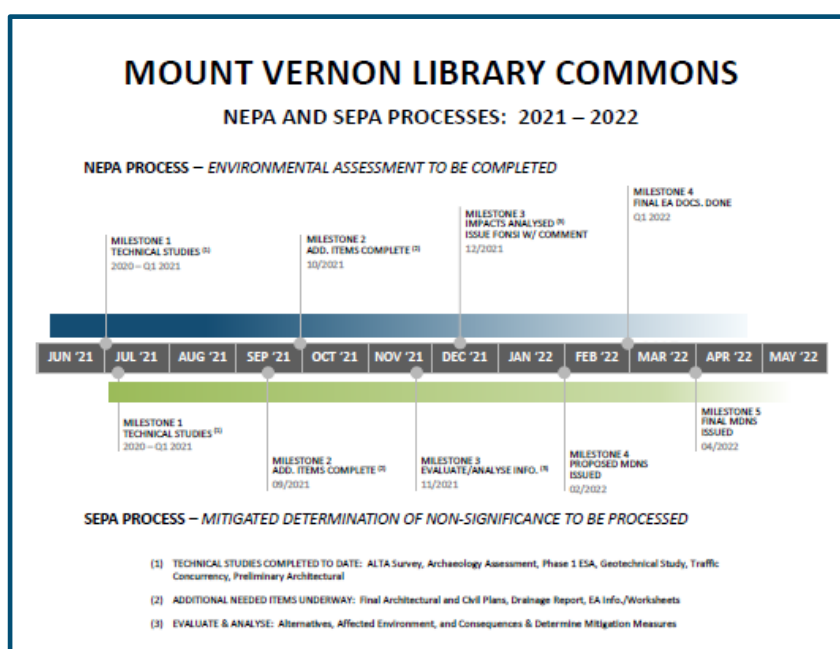 MOUNT VERNON LIBRARY COMMONS
NEPA AND SEPA PROCESSES: 2021 – 2022
NEPA PROCESS – ENVIRONMENTAL ASSESSMENT TO BE COMPLETED
MILESTONE 1
TECHNICAL STUDIES (1)
2020 – Q1 2021
MILESTONE 2
ADD. ITEMS COMPLETE (2)
10/2021
MILESTONE 3
IMPACTS ANALYSED (3)
ISSUE FONSI W/ COMMENT
12/2021
MILESTONE 4
FINAL EA DOCS. DONE
Q1 2022
JUN '21 JUL '21 AUG '21 SEP '21 OCT '21 NOV '21 DEC '21 JAN '22 FEB '22 MAR '22 APR '22 MAY '22
MILESTONE 1
TECHNICAL STUDIES (1)
2020 – Q1 2021
MILESTONE 2
ADD. ITEMS COMPLETE (2)
09/2021
MILESTONE 3
EVALUATE/ANALYSE INFO. (3)
11/2021
MILESTONE 4
PROPOSED MDNS
ISSUED
02/2022
MILESTONE 5
FINAL MDNS
ISSUED
04/2022
SEPA PROCESS – MITIGATED DETERMINATION OF NON-SIGNIFICANCE TO BE PROCESSED
(1) TECHNICAL STUDIES COMPLETED TO DATE: ALTA Survey, Archaeology Assessment, Phase 1 ESA, Geotechnical Study, Traffic
Concurrency, Preliminary Architectural
(2) ADDITIONAL NEEDED ITEMS UNDERWAY: Final Architectural and Civil Plans, Drainage Report, EA Info./Worksheets
(3) EVALUATE & ANALYSE: Alternatives, Affected Environment, and Consequences & Determine Mitigation Measures